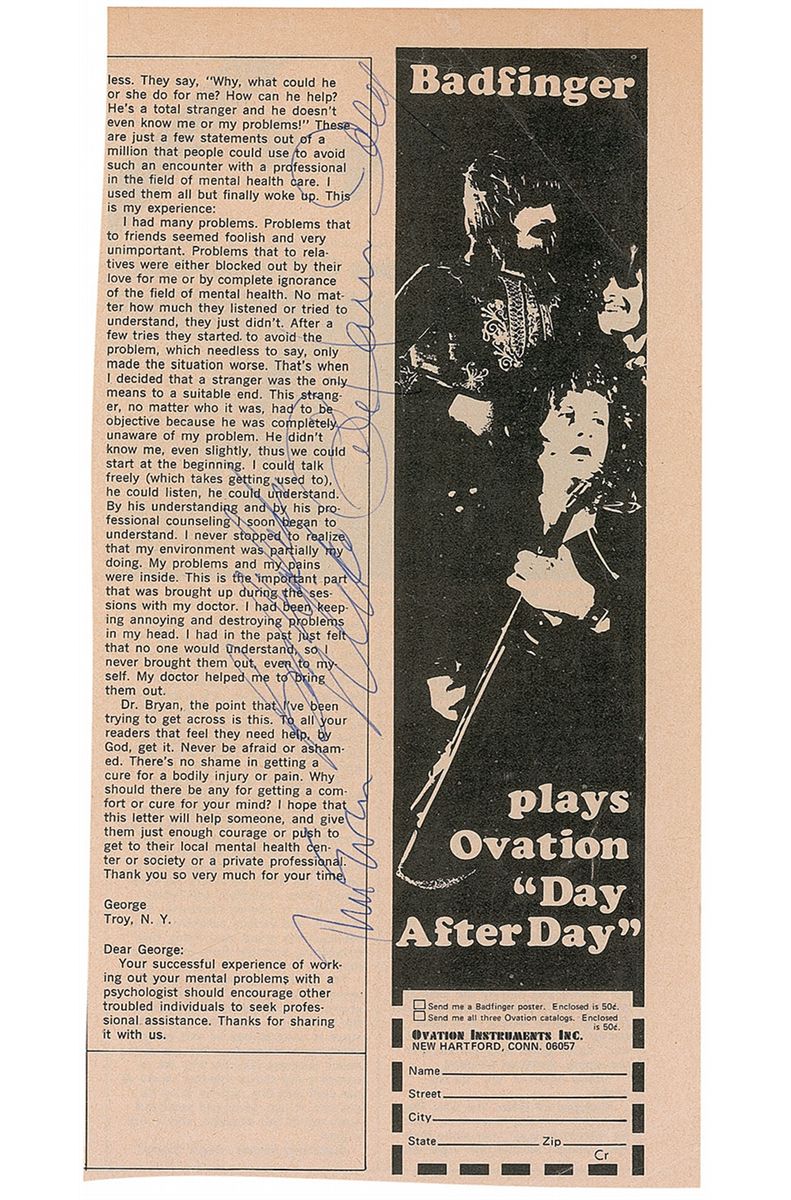 less. They say, "Why, what could he
or she do for me? How can he help?
He's a total stranger and he doesn't
even know me or my problems!" These
are just a few statements out of a
million that people could use to avoid
such an encounter with a professional
in the field of mental health care. I
used them all but finally woke up. This
is my experience:
I had many problems. Problems that
to friends seemed foolish and very
unimportant. Problems that to rela-
tives were either blocked out by their
love for me or by complete ignorance
of the field of mental health. No mat-
ter how much they listened or tried to
understand, they just didn't. After a
few tries they started to avoid the
problem, which needless to say, only
made the situation worse. That's when
I decided that a stranger was the only
means to a suitable end. This strang-
er, no matter who it was, had to be
objective because he was completely
unaware of my problem. He didn't
know me, even slightly, thus we could
start at the beginning. I could talk
freely (which takes getting used to),
he could listen, he could understand.
By his understanding and by his pro-
fessional counseling I soon began to
understand. I never stopped to realize
that my environment was partially my
doing. My problems and my pains
were inside. This is the important part
that was brought up during the ses-
sions with my doctor. I had been keep-
ing annoying and destroying problems
in my head. I had in the past just felt
that no one would understand, so I
never brought them out, even to my-
self. My doctor helped me to bring
them out.
Dr. Bryan, the point that I've been
trying to get across is this. To all your
readers that feel they need help, by
God, get it. Never be afraid or asham-
ed. There's no shame in getting a
cure for a bodily injury or pain. Why
should there be any for getting a com-
fort or cure for your mind? I hope that
this letter will help someone, and give
them just enough courage or push to
get to their local mental health cen-
ter or society or a private professional.
Thank you so very much for your time.
George
Troy, N. Y.
Dear George:
Your successful experience of work-
ing out your mental problems with a
psychologist should encourage other
troubled individuals to seek profes-
sional assistance. Thanks for sharing
it with us.
Badfinger
plays
Ovation
"Day
After Day"
Send me a Badfinger poster. Enclosed is 50¢.
Send me all three Ovation catalogs. Enclosed
is 50¢.
OVATION INSTRUMENTS INC.
NEW HARTFORD, CONN. 06057
Name
Street
City
State Zip
Cr